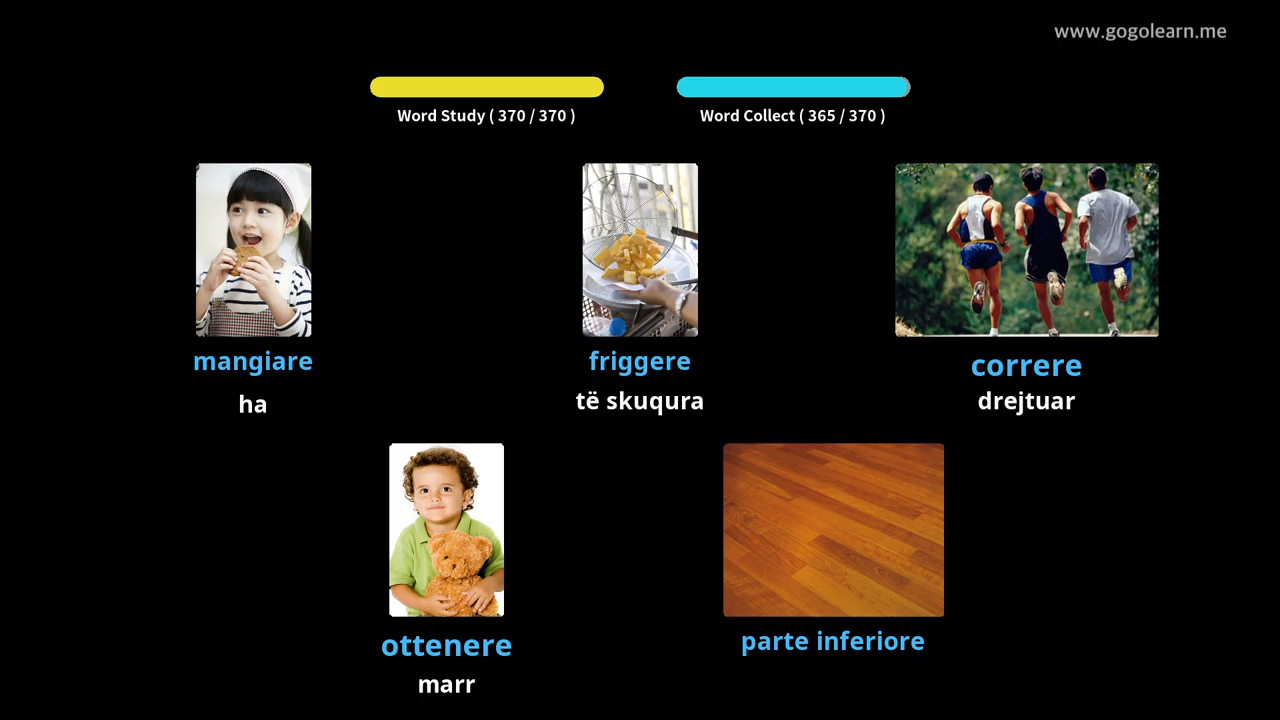 www.gogolearn.me
Word Study ( 370 / 370 )
Word Collect ( 365 / 370 )
mangiare
ha
friggere
të skuqura
correre
drejtuar
ottenere
marr
parte inferiore